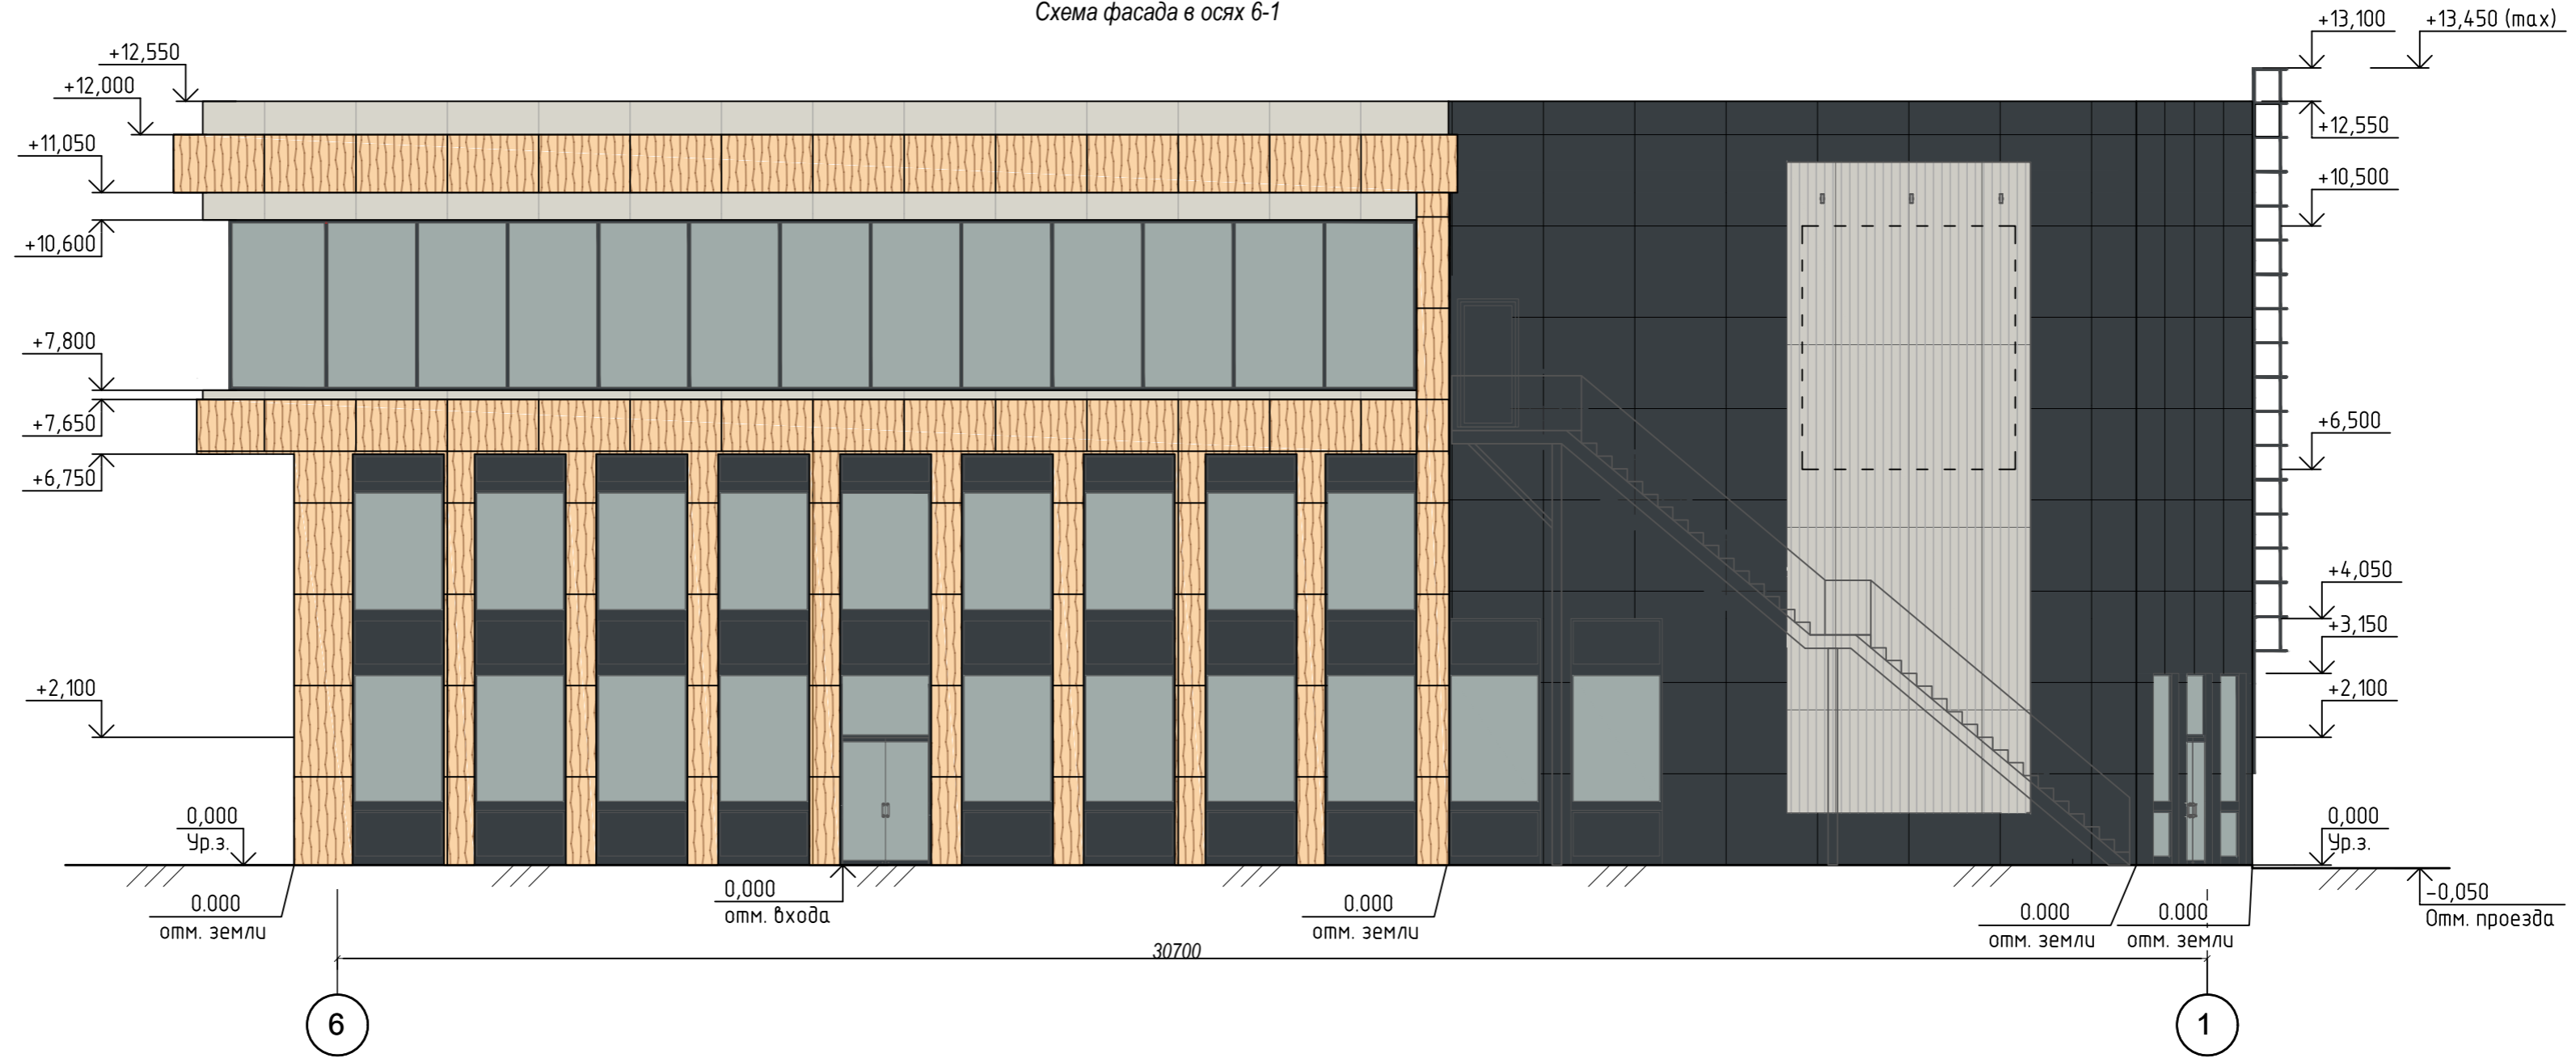 Схема фасада в осях 6-1
+13,100
+13,450 (max)
+12,550
+12,000
+11,050
+10,600
+7,800
+7,650
+6,750
+2,100
0,000
Ур.з.
+12,550
+10,500
+6,500
+4,050
+3,150
+2,100
0,000
Ур.з.
0.000
отм. земли
0,000
отм. входа
0.000
отм. земли
0.000
отм. земли
0.000
отм. земли
-0,050
Отм. проезда
30700
6
1